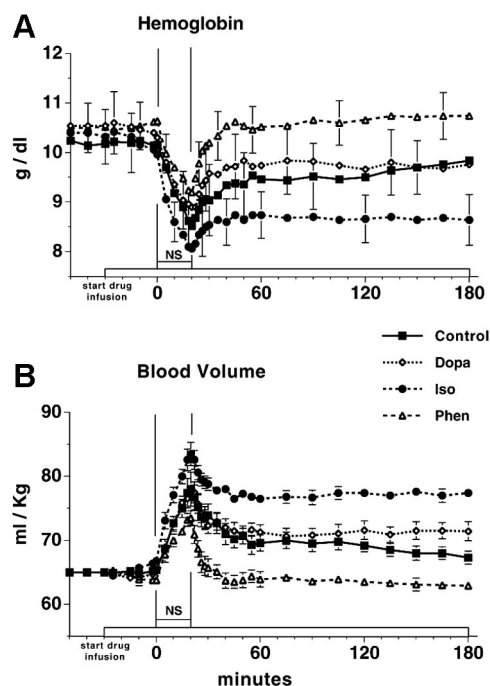 A
Hemoglobin
g / dl
12
11
10
9
8
NS
start drug
infusion
0
60
120
180
Control
Dopa
Iso
Phen
B
Blood Volume
ml / Kg
90
80
70
60
NS
start drug
infusion
0
60
120
180
minutes